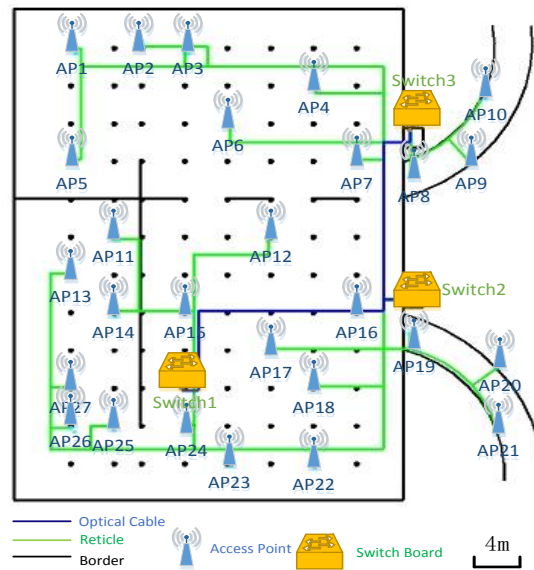 AP1
AP2
AP3
AP4
Switch3
AP10
AP5
AP6
AP7
AP8
AP9
AP11
AP12
AP13
AP14
AP15
AP16
Switch2
AP17
AP19
AP20
AP27
Switch1
AP18
AP26
AP25
AP24
AP21
AP23
AP22
Optical Cable
Reticle
Border
Access Point
Switch Board
4m